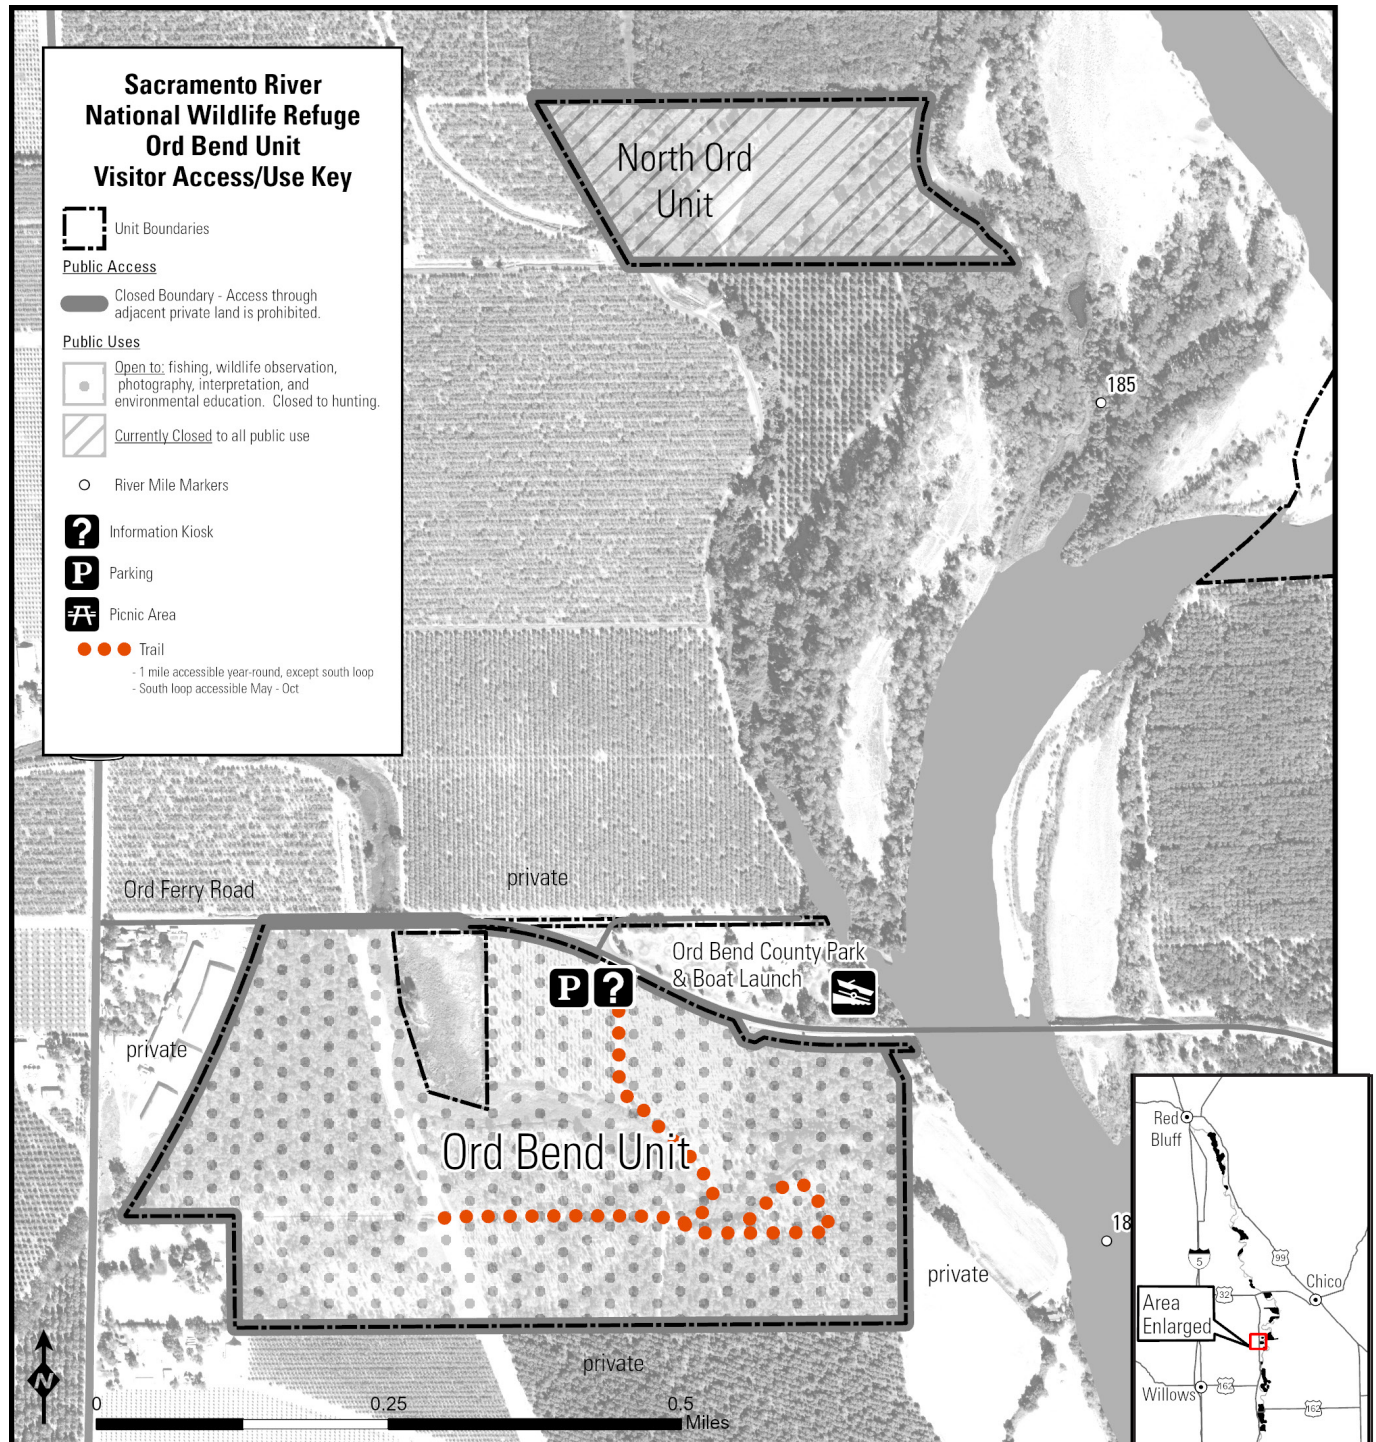 Sacramento River
National Wildlife Refuge
Ord Bend Unit
Visitor Access/Use Key
Unit Boundaries
Public Access
Closed Boundary - Access through
adjacent private land is prohibited.
Public Uses
Open to: fishing, wildlife observation,
photography, interpretation, and
environmental education. Closed to hunting.
Currently Closed to all public use
River Mile Markers
?
Information Kiosk
P
Parking
Picnic Area
Trail
- 1 mile accessible year-round, except south loop
- South loop accessible May - Oct
North Ord
Unit
185
Ord Ferry Road
private
Ord Bend County Park
& Boat Launch
P
?
private
Ord Bend Unit
18
private
private
N
0
0.25
0.5
Miles
Red
Bluff
5
99
32
Chico
Area
Enlarged
Willows
162
162